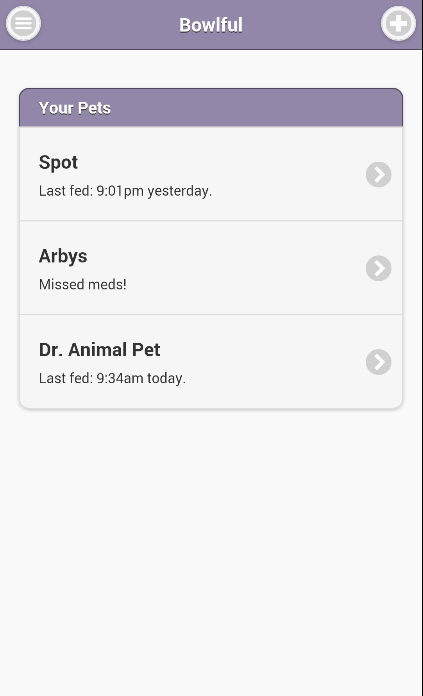 Bowlful
Your Pets
Spot
Last fed: 9:01pm yesterday.
Arbys
Missed meds!
Dr. Animal Pet
Last fed: 9:34am today.